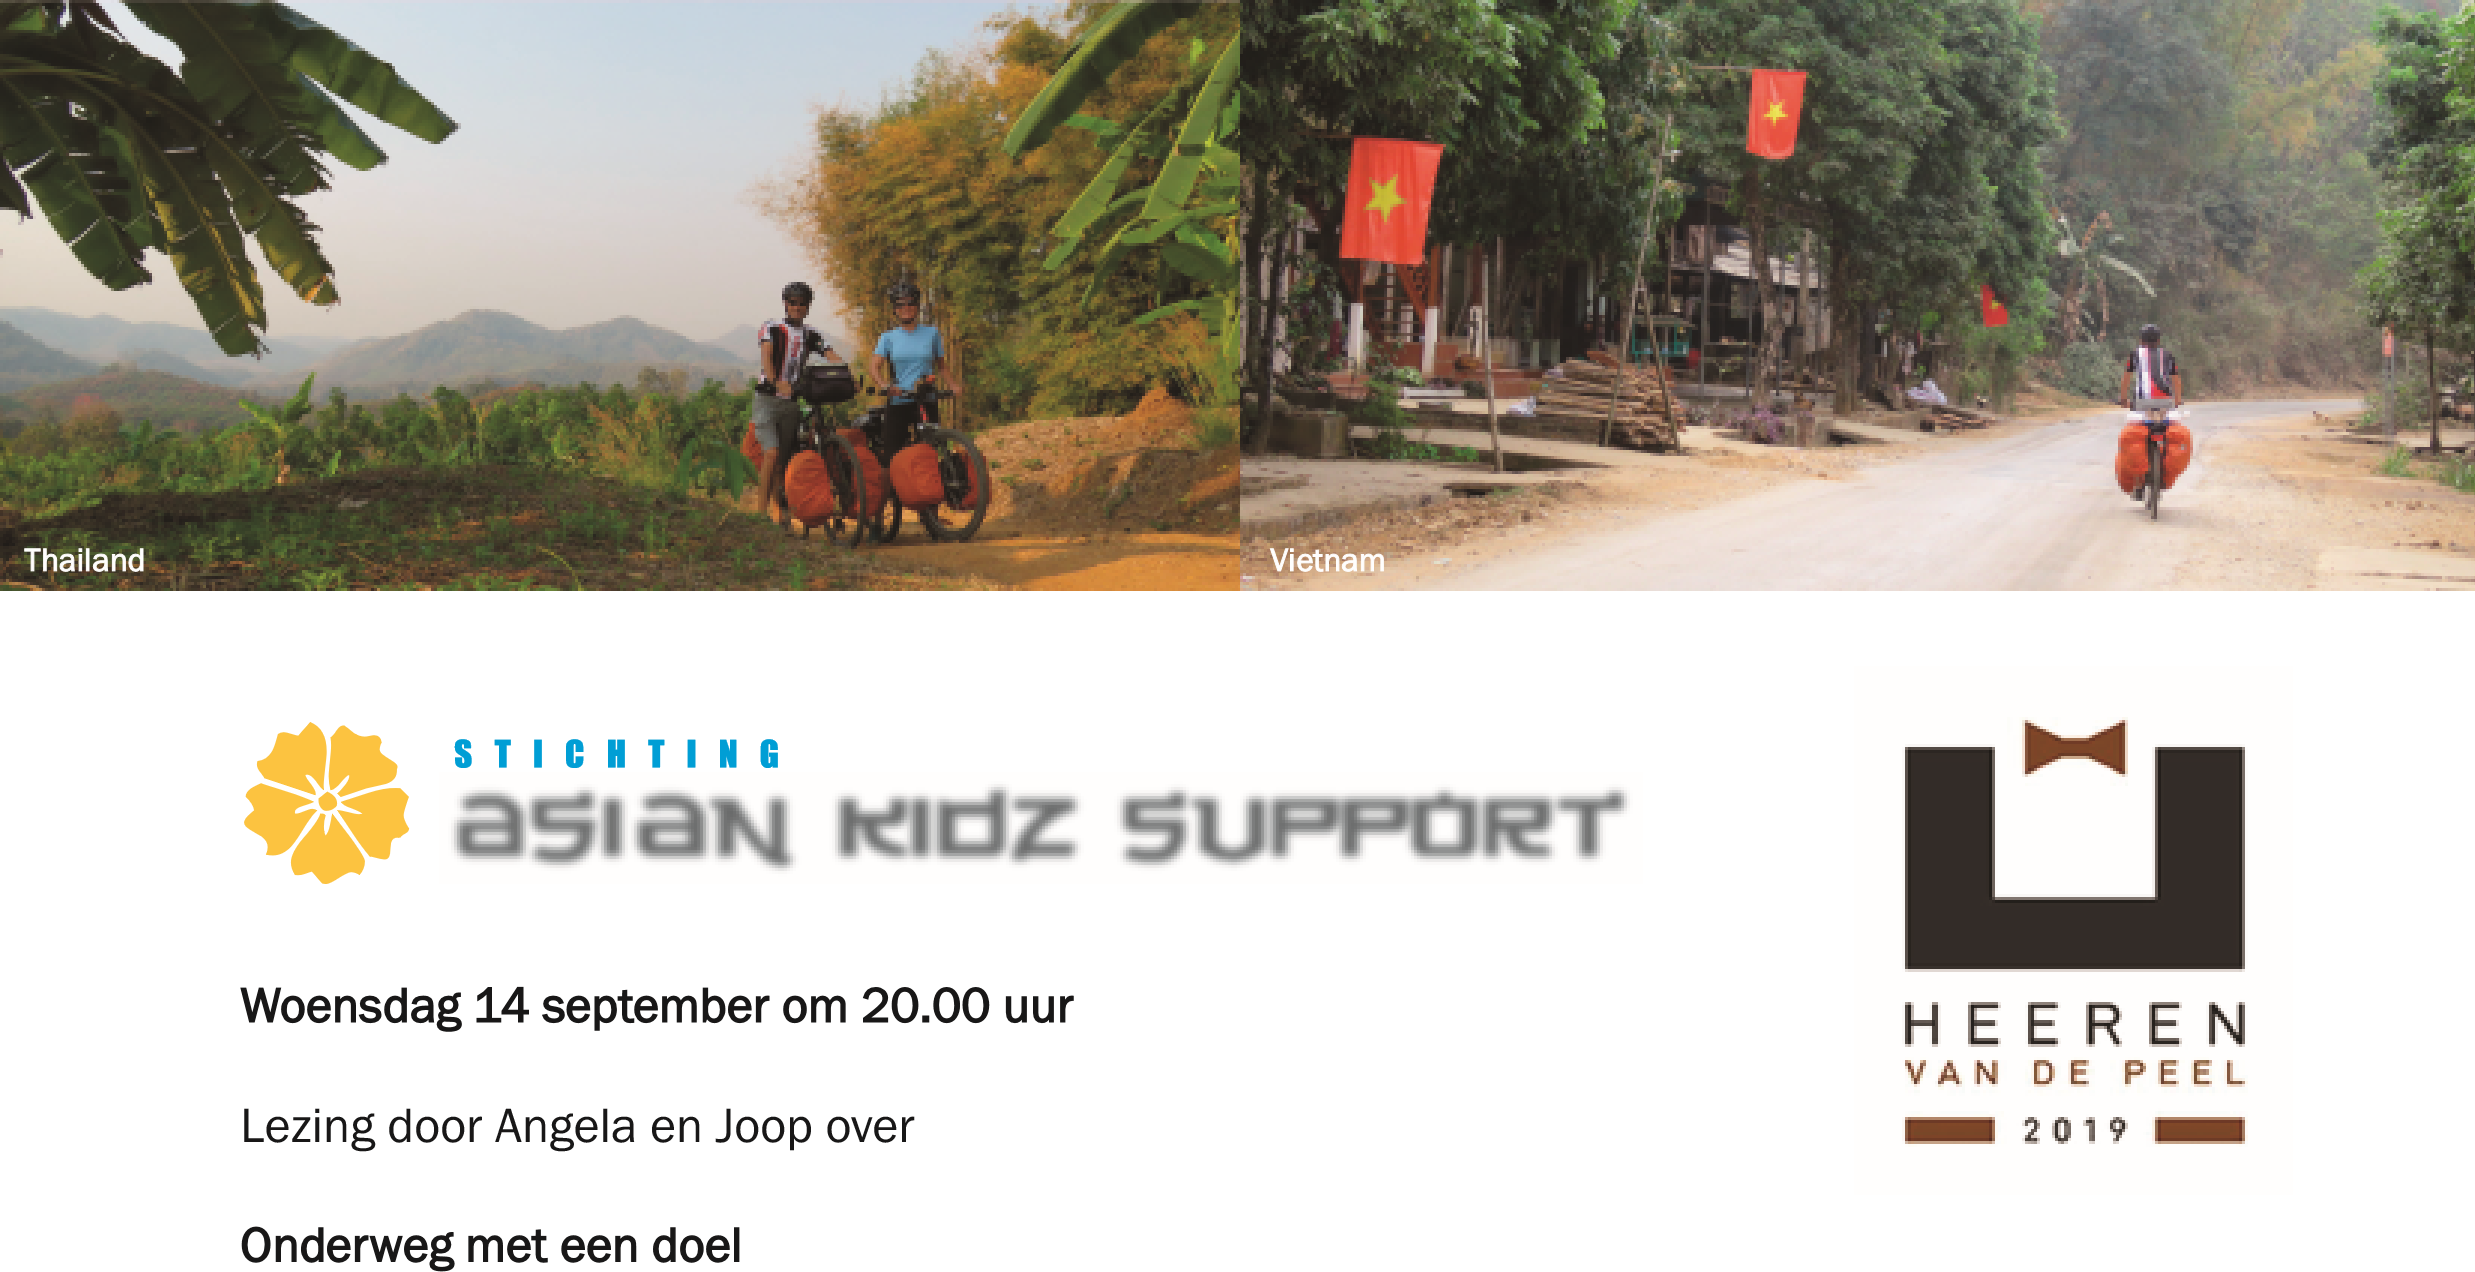 Thailand
Vietnam
STICHTING
ASIAN KIDZ SUPPORT
HEEREN
VAN DE PEEL
2019
Woensdag 14 september om 20.00 uur
Lezing door Angela en Joop over
Onderweg met een doel